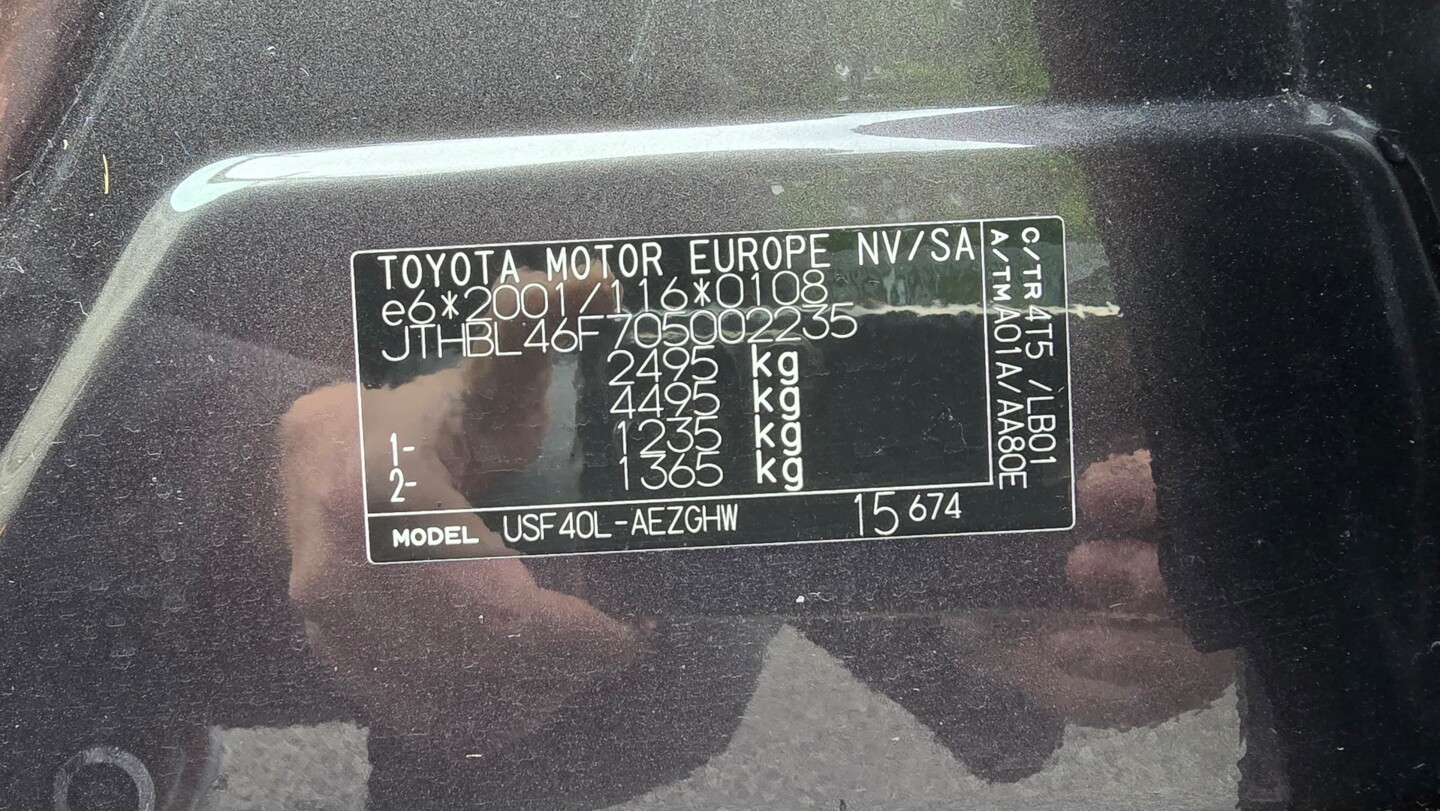 TOYOTA MOTOR EUROPE NV/SA
e6*2001/116*0108
JTHBL46F705002235
2495 kg
4495 kg
1- 1235 kg
2- 1365 kg
MODEL USF40L-AEZGHW 15 674
C/TR 4T5 /LB01
A/TM A01A/AA80E